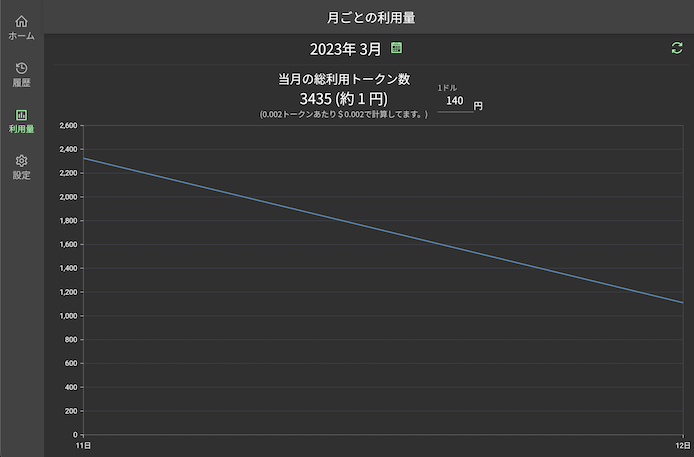 月ごとの利用量
ホーム
履歴
利用量
設定
2023年 3月
当月の総利用トークン数
3435 (約 1 円)
(0.002トークンあたり＄0.002で計算してます。)
1ドル
140 円
2,600
2,400
2,200
2,000
1,800
1,600
1,400
1,200
1,000
800
600
400
200
0
11日
12日